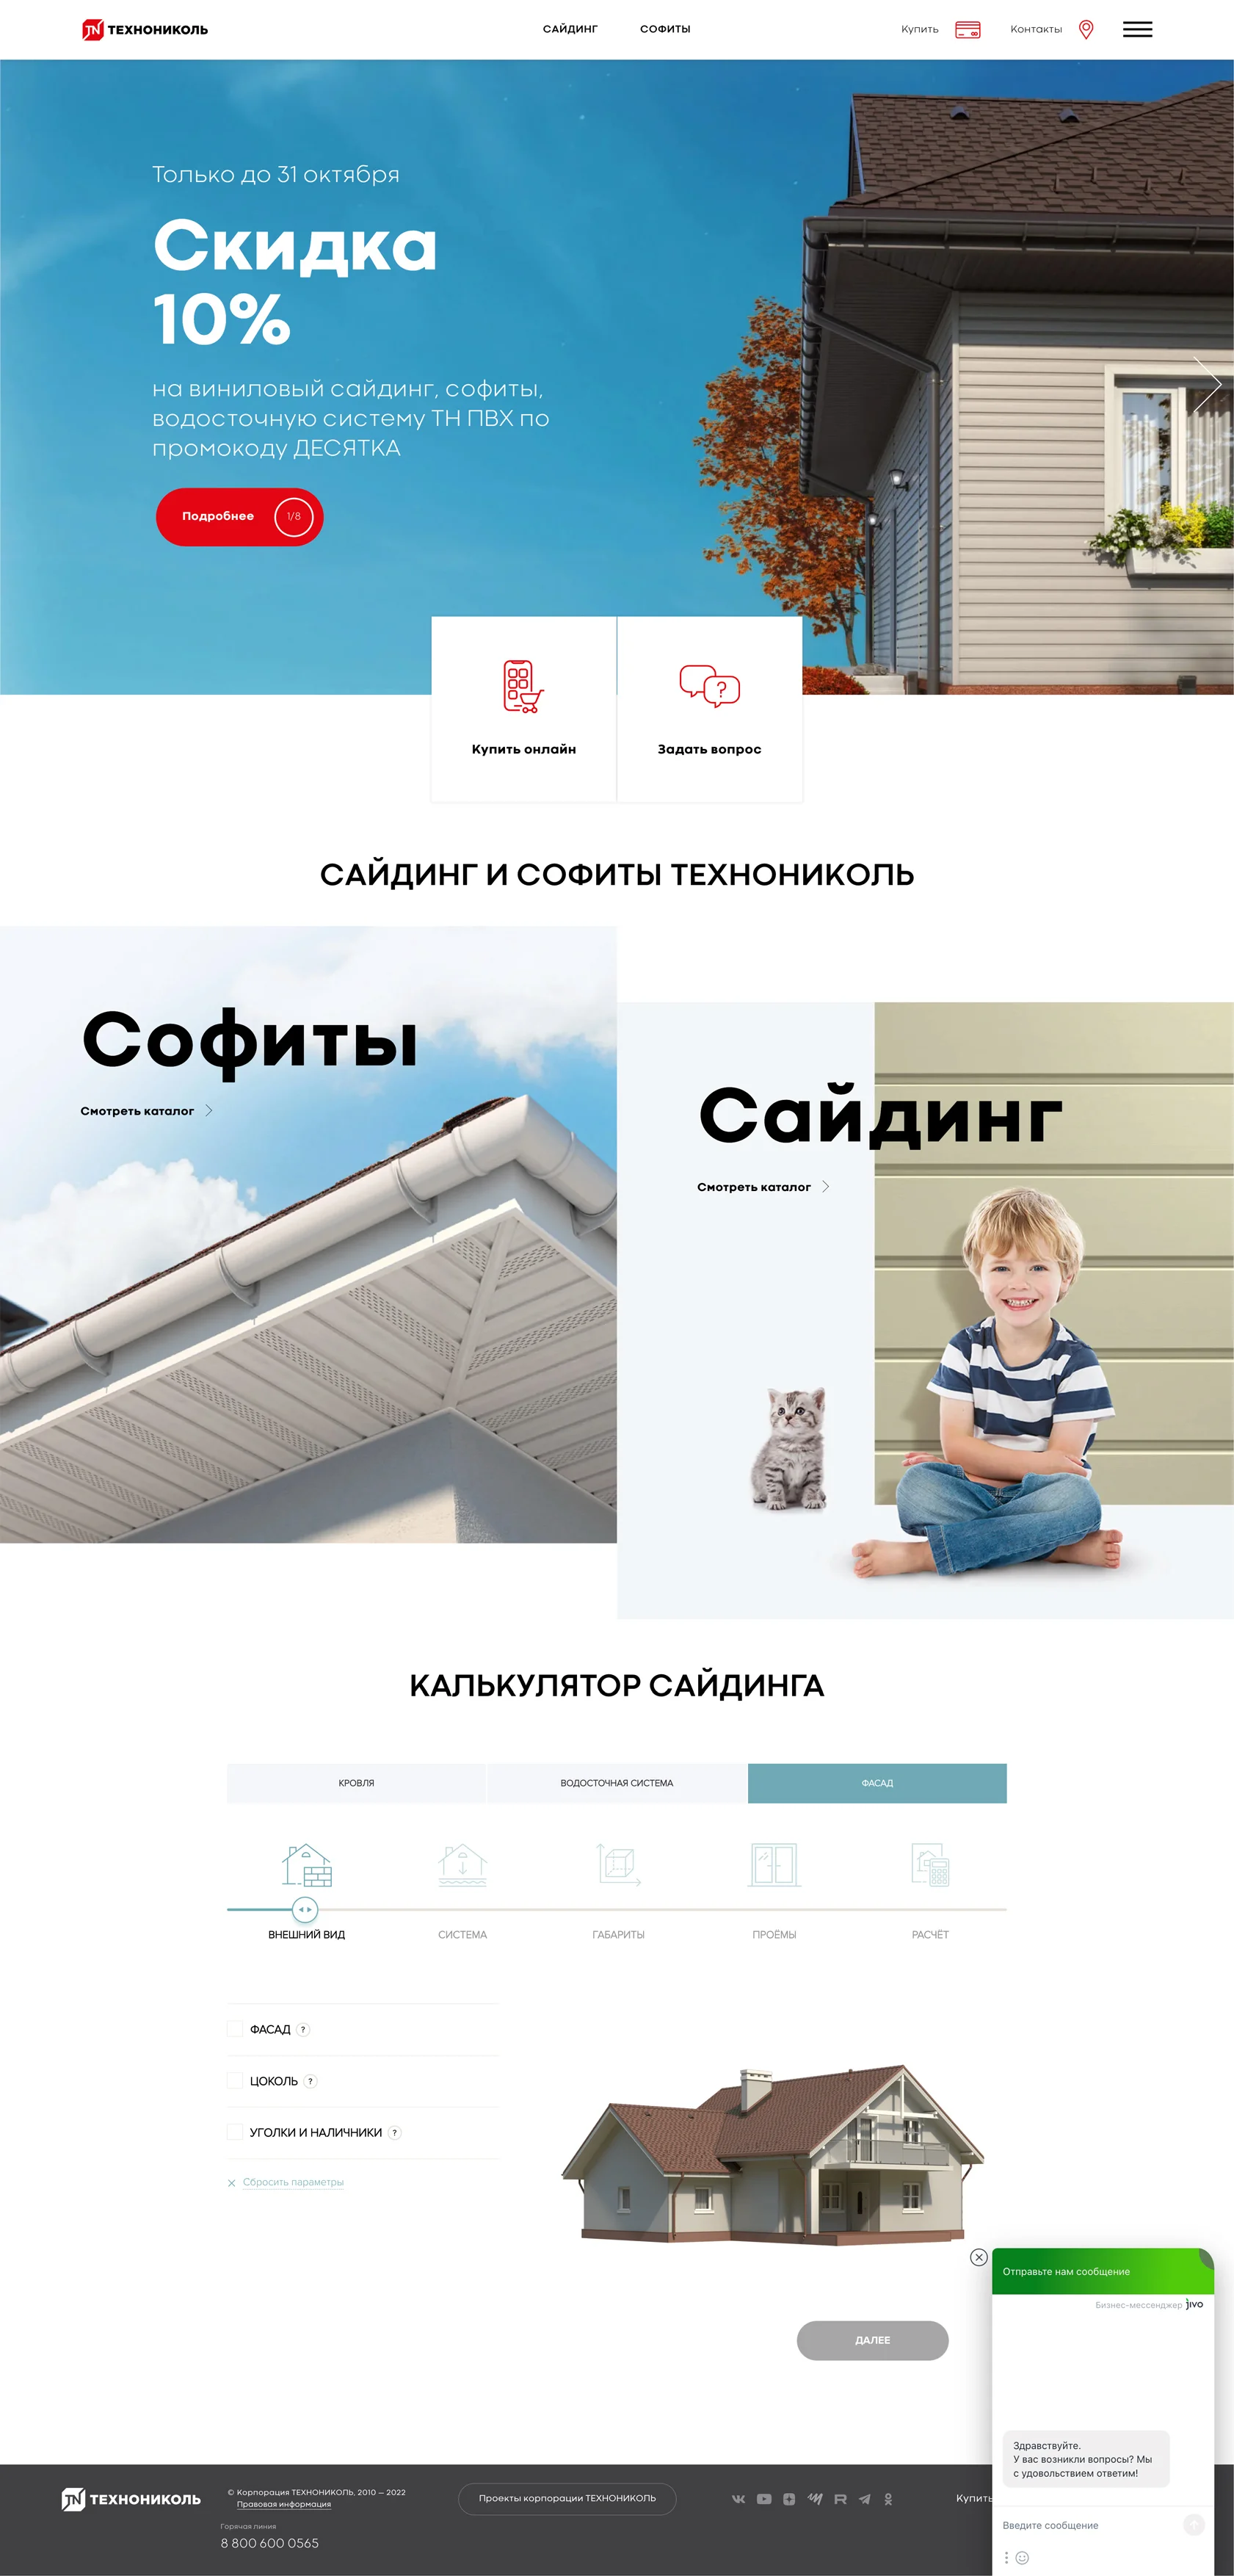 ТЕХНОНИКОЛЬ
САЙДИНГ СОФИТЫ
Купить Контакты
Только до 31 октября
Скидка
10%
на виниловый сайдинг, софиты,
водосточную систему ТН ПВХ по
промокоду ДЕСЯТКА
Подробнее 1/8
Купить онлайн
Задать вопрос
САЙДИНГ И СОФИТЫ ТЕХНОНИКОЛЬ
Софиты
Смотреть каталог
Сайдинг
Смотреть каталог
КАЛЬКУЛЯТОР САЙДИНГА
КРОВЛЯ ВОДОСТОЧНАЯ СИСТЕМА ФАСАД
ВНЕШНИЙ ВИД СИСТЕМА ГАБАРИТЫ ПРОЁМЫ РАСЧЁТ
ФАСАД ?
ЦОКОЛЬ ?
УГОЛКИ И НАЛИЧНИКИ ?
Сбросить параметры
ДАЛЕЕ
Отправьте нам сообщение
Бизнес-мессенджер jivo
Здравствуйте.
У вас возникли вопросы? Мы
с удовольствием ответим!
Введите сообщение
ТЕХНОНИКОЛЬ
© Корпорация ТЕХНОНИКОЛЬ, 2010 — 2022
Правовая информация
Горячая линия
8 800 600 0565
Проекты корпорации ТЕХНОНИКОЛЬ
Купить